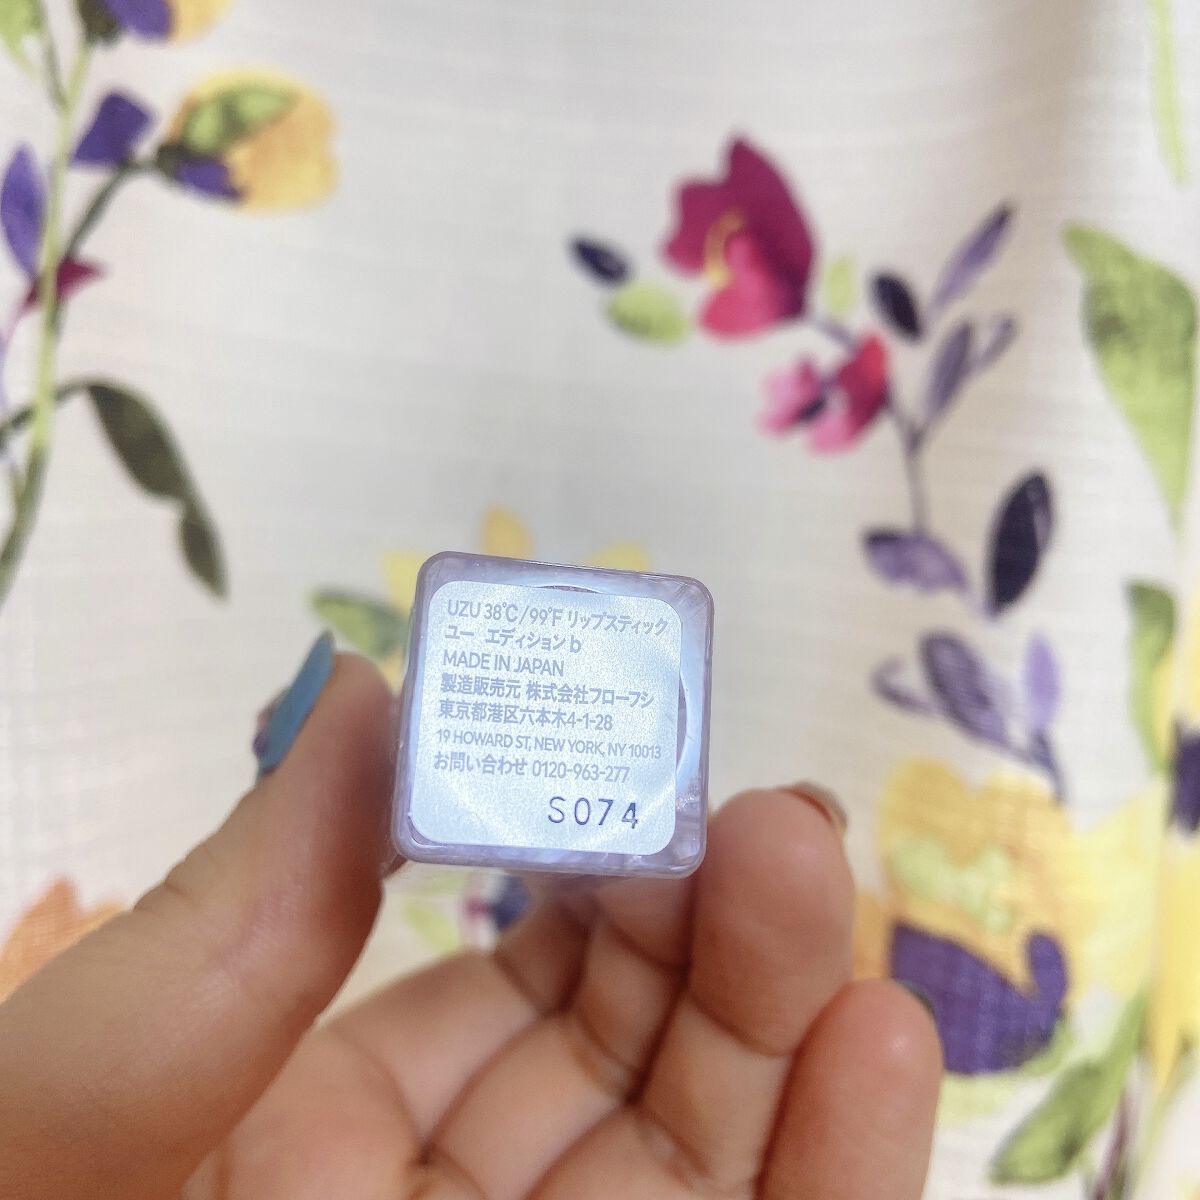 UZU 38℃/99℉ リップスティック
ユー エディション b
MADE IN JAPAN
製造販売元 株式会社フローフシ
東京都港区六本木4-1-28
19 HOWARD ST, NEW YORK, NY 10013
お問い合わせ 0120-963-277
S074